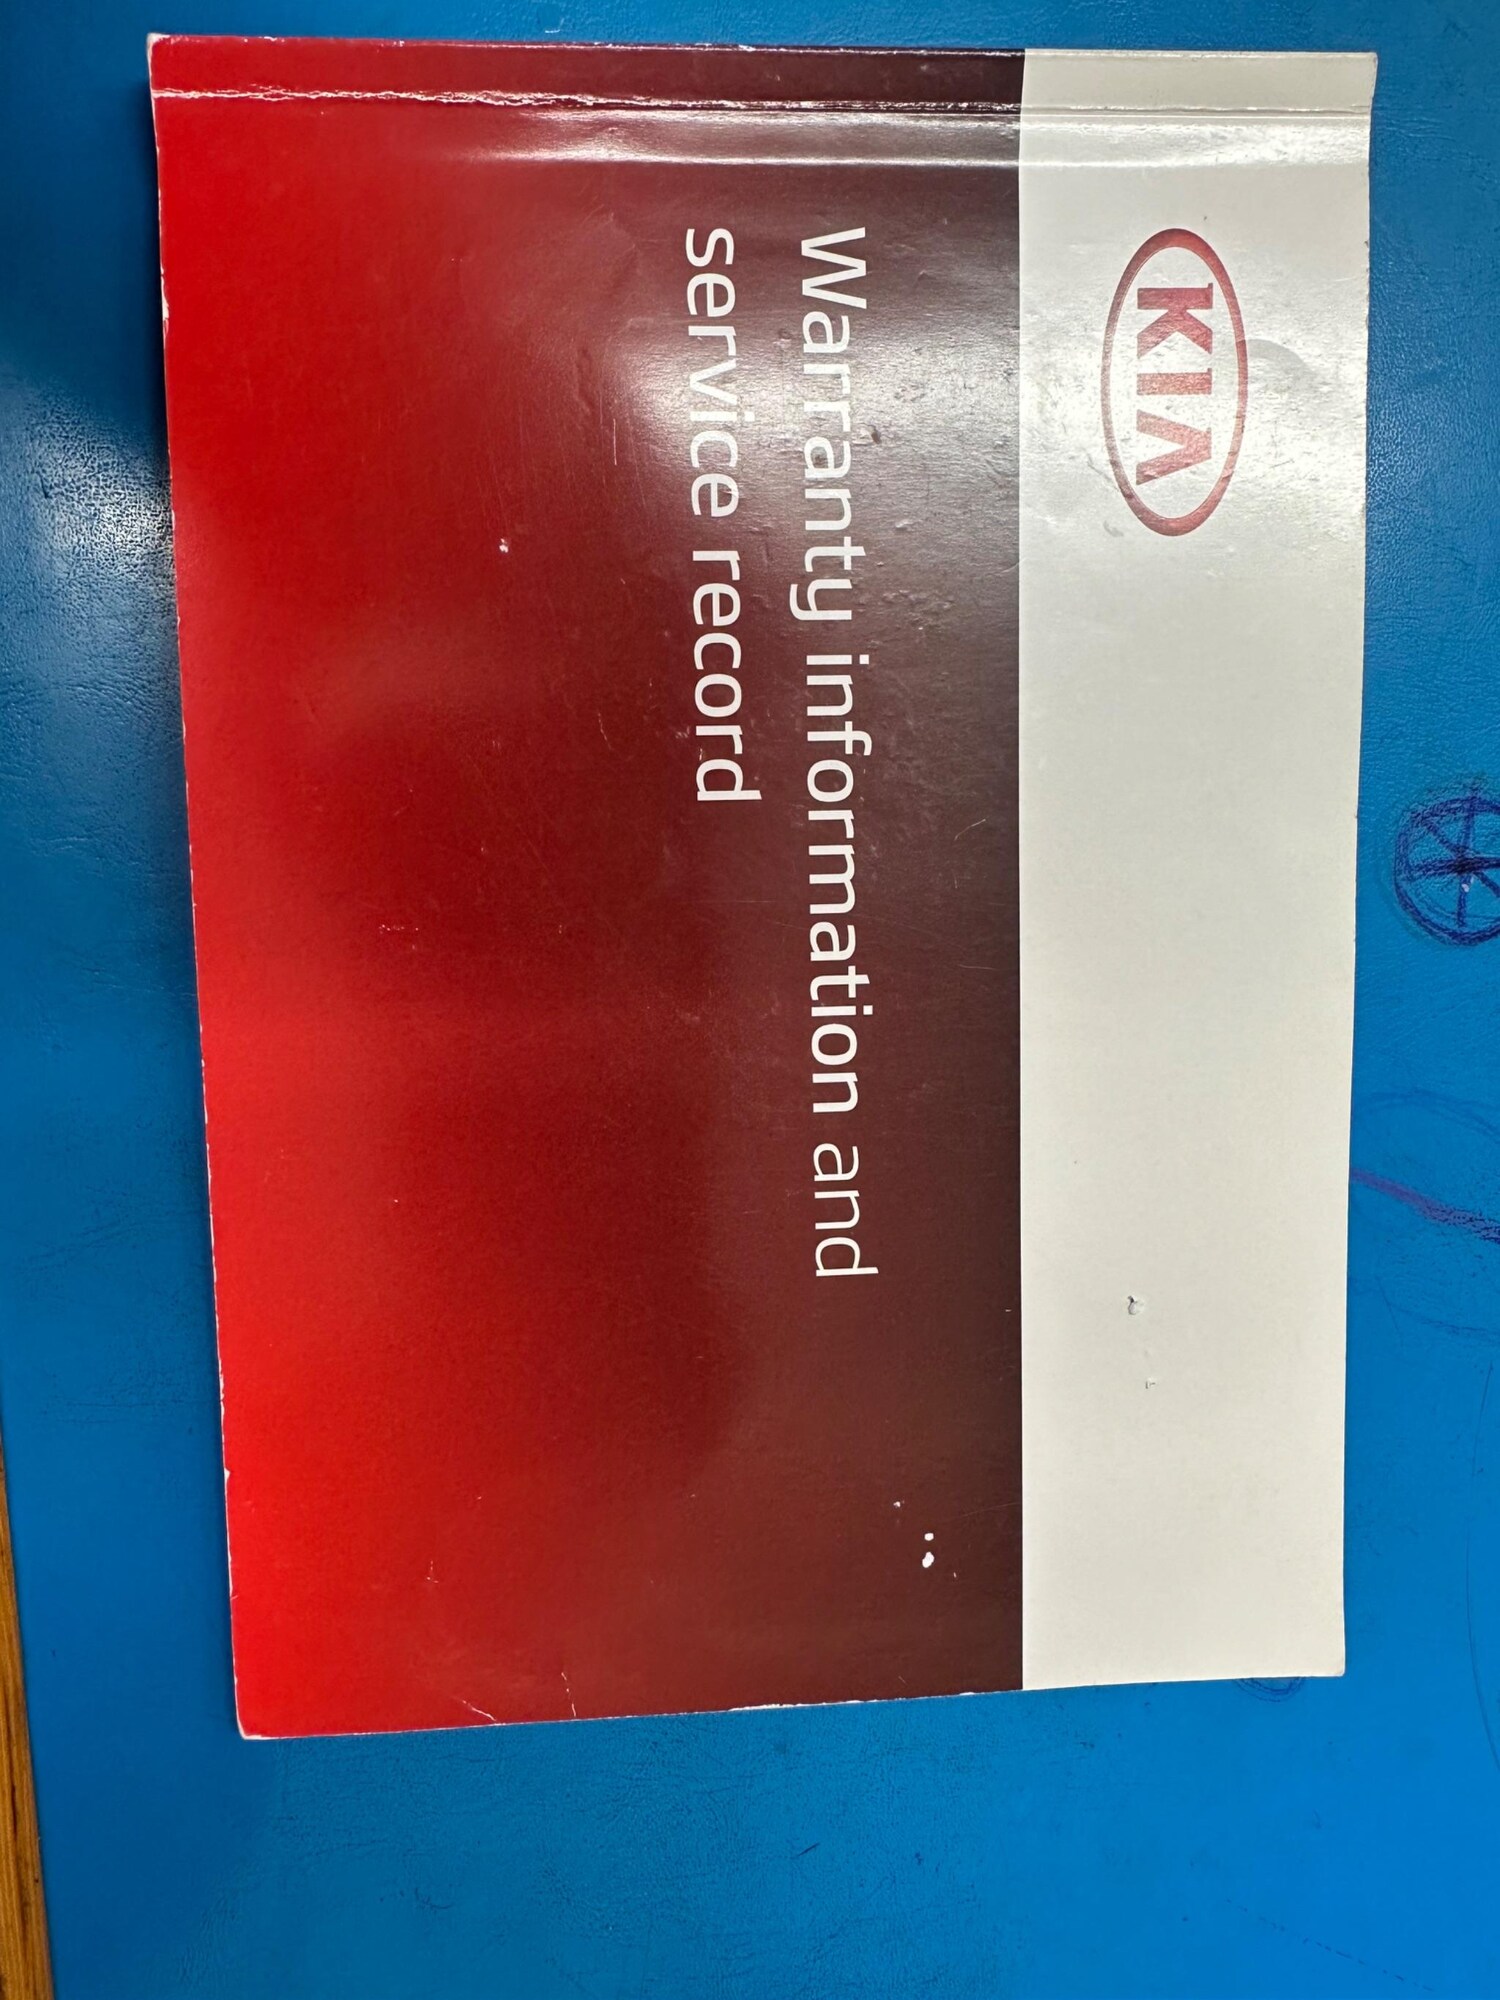 KIA
Warranty information and
service record